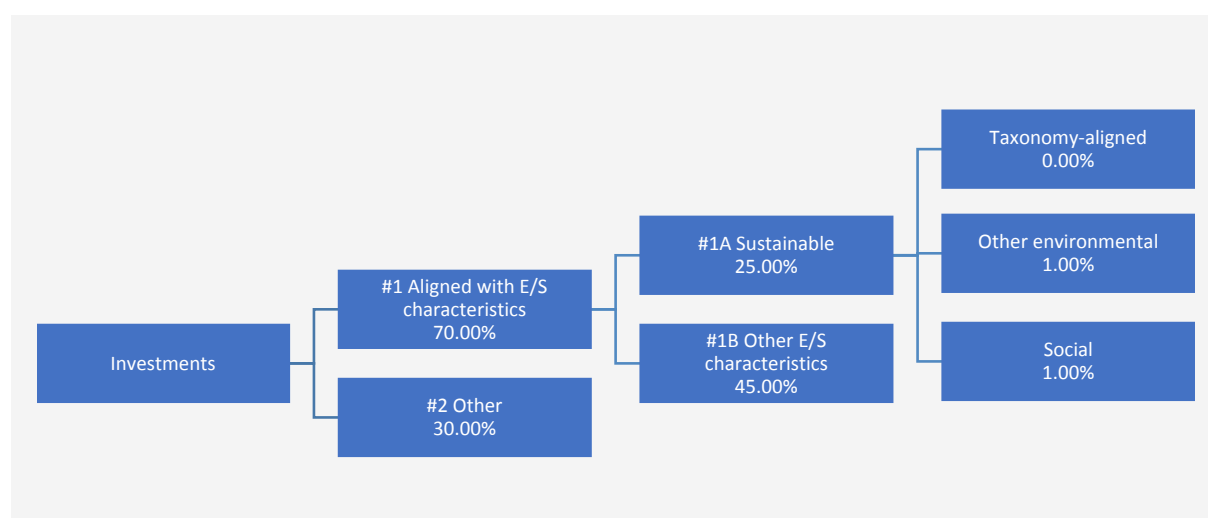 Investments
#1 Aligned with E/S
characteristics
70.00%
#2 Other
30.00%
#1A Sustainable
25.00%
#1B Other E/S
characteristics
45.00%
Taxonomy-aligned
0.00%
Other environmental
1.00%
Social
1.00%